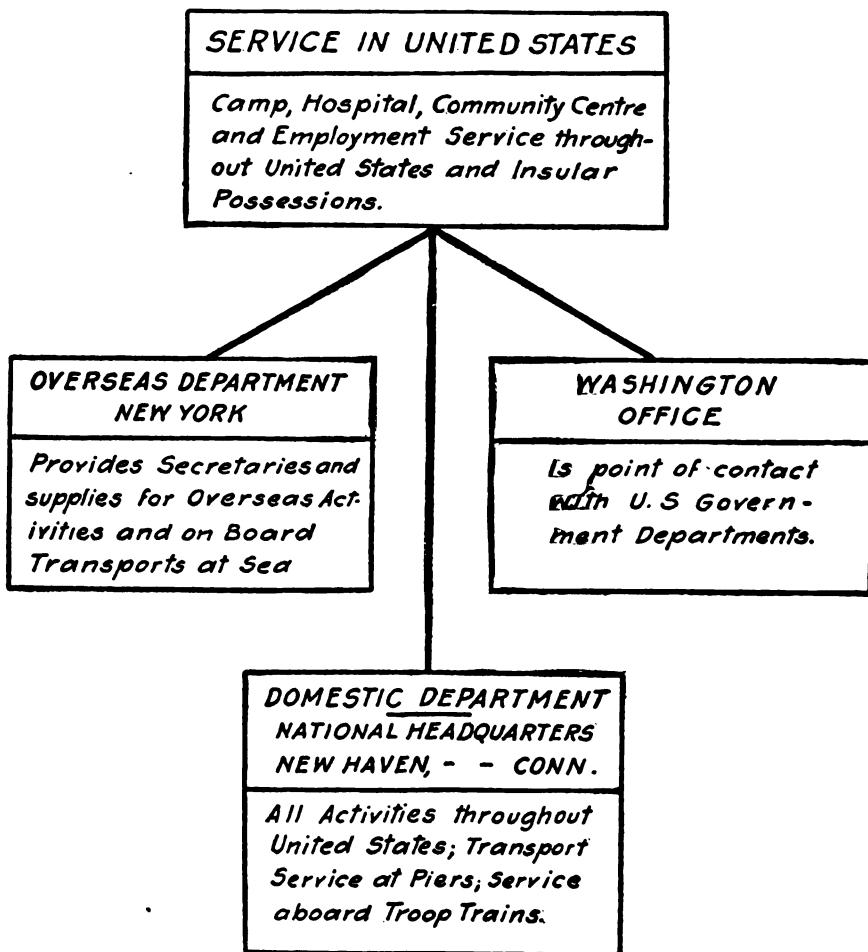 SERVICE IN UNITED STATES
Camp, Hospital, Community Centre
and Employment Service through-
out United States and Insular
Possessions.
OVERSEAS DEPARTMENT
NEW YORK
Provides Secretaries and
supplies for Overseas Act-
ivities and on Board
Transports at Sea
WASHINGTON
OFFICE
Is point of contact
with U.S Govern-
ment Departments.
DOMESTIC DEPARTMENT
NATIONAL HEADQUARTERS
NEW HAVEN, - - CONN.
All Activities throughout
United States; Transport
Service at Piers; Service
aboard Troop Trains.